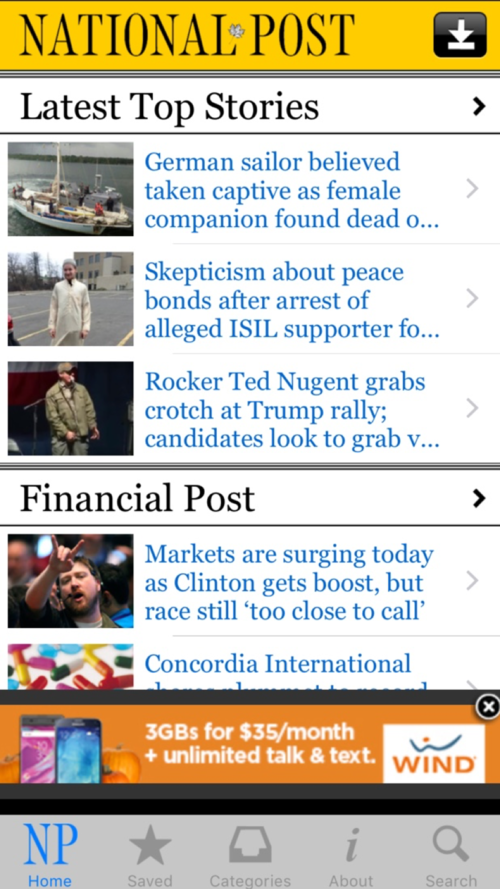 NATIONAL POST
Latest Top Stories
German sailor believed
taken captive as female
companion found dead o...
Skepticism about peace
bonds after arrest of
alleged ISIL supporter fo...
Rocker Ted Nugent grabs
crotch at Trump rally;
candidates look to grab v...
Financial Post
Markets are surging today
as Clinton gets boost, but
race still ‘too close to call’
Concordia International
3GBs for $35/month
+ unlimited talk & text.
WIND
NP
Home
Saved
Categories
About
Search